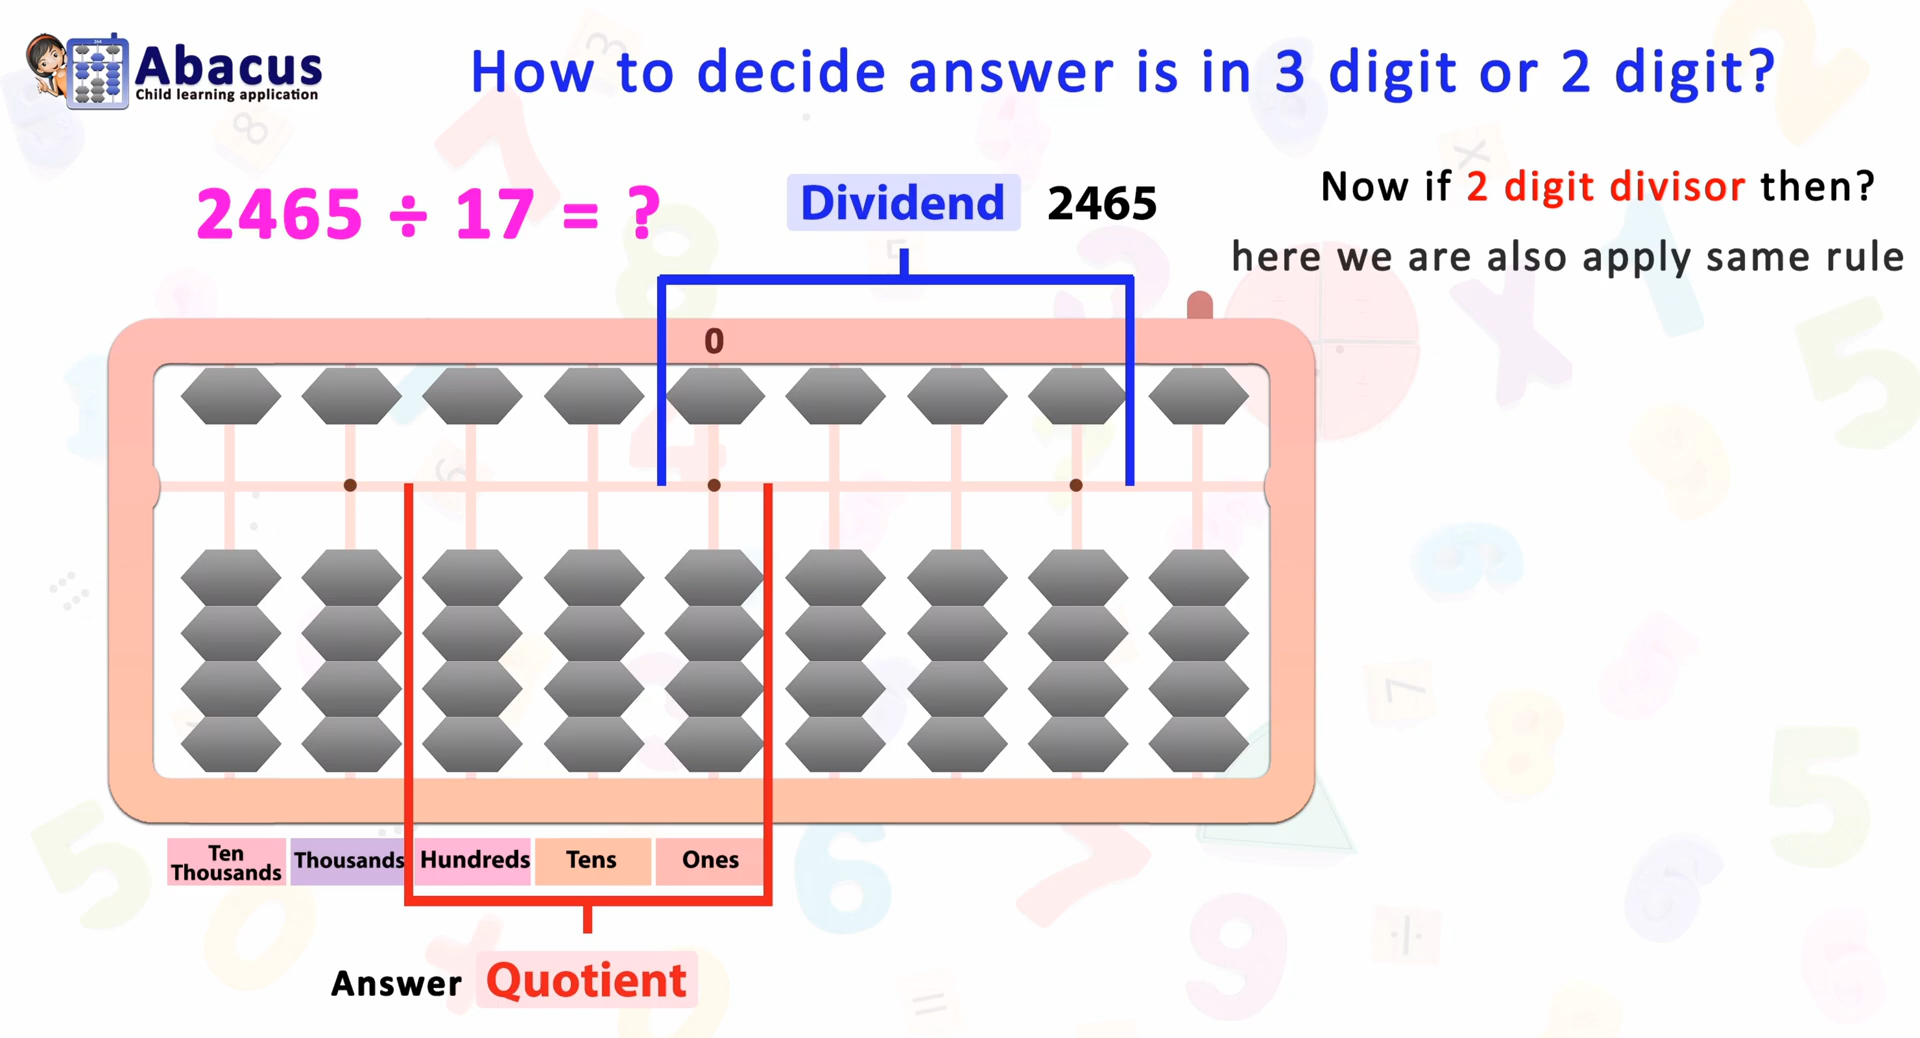 Abacus
Child learning application
How to decide answer is in 3 digit or 2 digit?
2465 ÷ 17 = ?
Dividend 2465
Now if 2 digit divisor then?
here we are also apply same rule
0
Ten
Thousands
Thousands
Hundreds
Tens
Ones
Answer Quotient